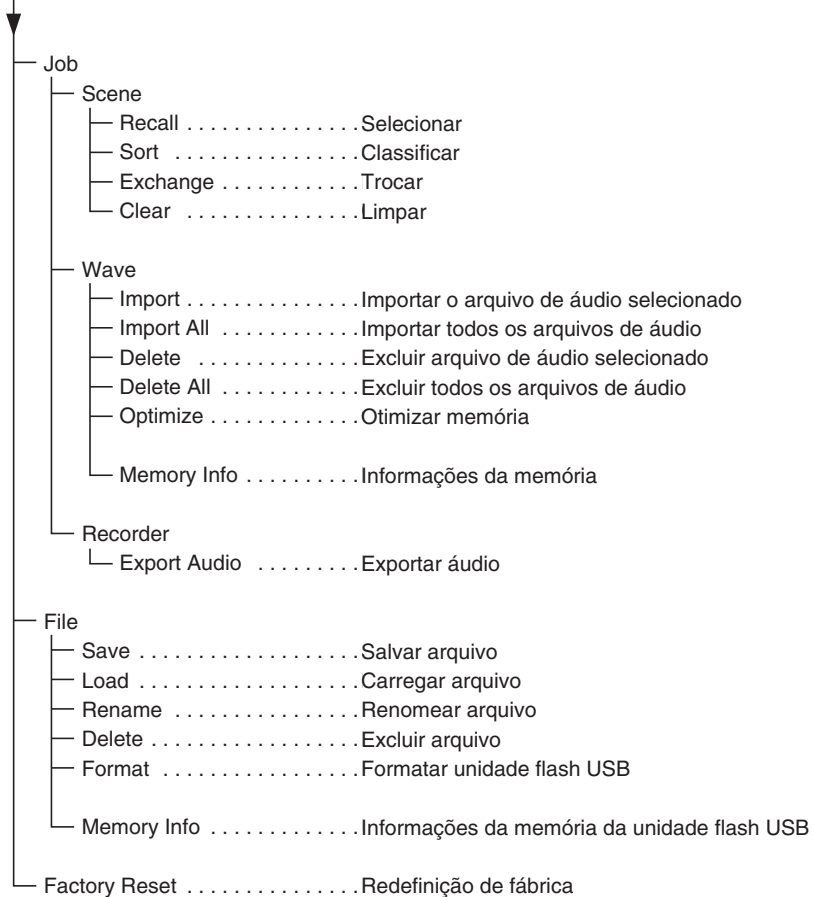 Job
Scene
Recall . . . . . . . . . . . . . . . Selecionar
Sort . . . . . . . . . . . . . . . . Classificar
Exchange . . . . . . . . . . . . Trocar
Clear . . . . . . . . . . . . . . . Limpar
Wave
Import . . . . . . . . . . . . . . . Importar o arquivo de áudio selecionado
Import All . . . . . . . . . . . . Importar todos os arquivos de áudio
Delete . . . . . . . . . . . . . . Excluir arquivo de áudio selecionado
Delete All . . . . . . . . . . . . Excluir todos os arquivos de áudio
Optimize . . . . . . . . . . . . . Otimizar memória
Memory Info . . . . . . . . . . Informações da memória
Recorder
Export Audio . . . . . . . . . Exportar áudio
File
Save . . . . . . . . . . . . . . . . . . Salvar arquivo
Load . . . . . . . . . . . . . . . . . . Carregar arquivo
Rename . . . . . . . . . . . . . . . Renomear arquivo
Delete . . . . . . . . . . . . . . . . . Excluir arquivo
Format . . . . . . . . . . . . . . . . Formatar unidade flash USB
Memory Info . . . . . . . . . . . . . Informações da memória da unidade flash USB
Factory Reset . . . . . . . . . . . . . . . Redefinição de fábrica